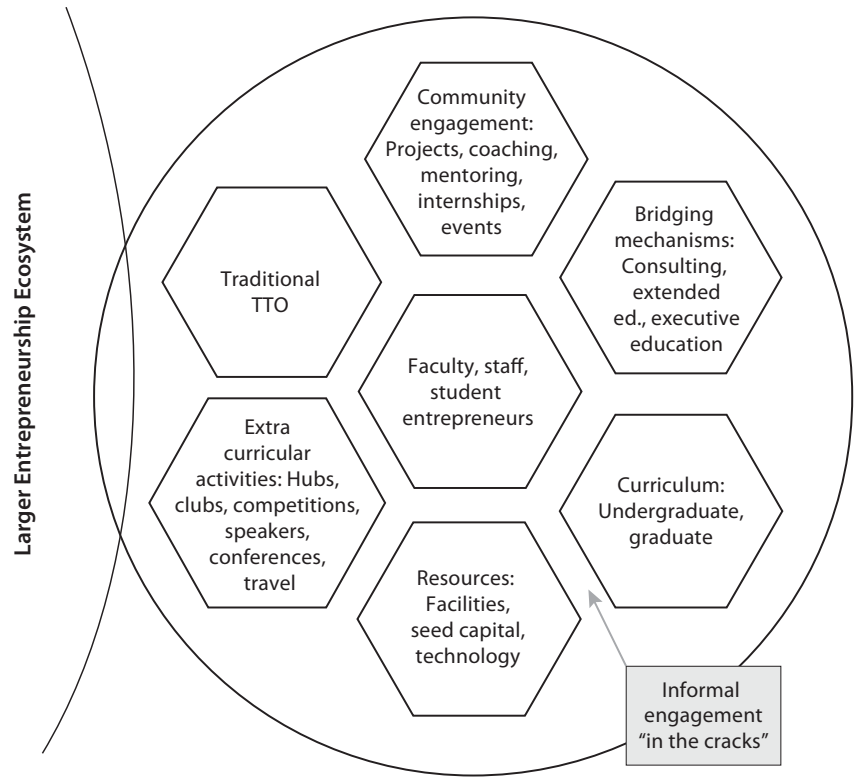 Larger Entrepreneurship Ecosystem
Community
engagement:
Projects, coaching,
mentoring,
internships,
events
Traditional
TTO
Bridging
mechanisms:
Consulting,
extended
ed., executive
education
Faculty, staff,
student
entrepreneurs
Extra
curricular
activities: Hubs,
clubs, competitions,
speakers,
conferences,
travel
Curriculum:
Undergraduate,
graduate
Resources:
Facilities,
seed capital,
technology
Informal
engagement
“in the cracks”